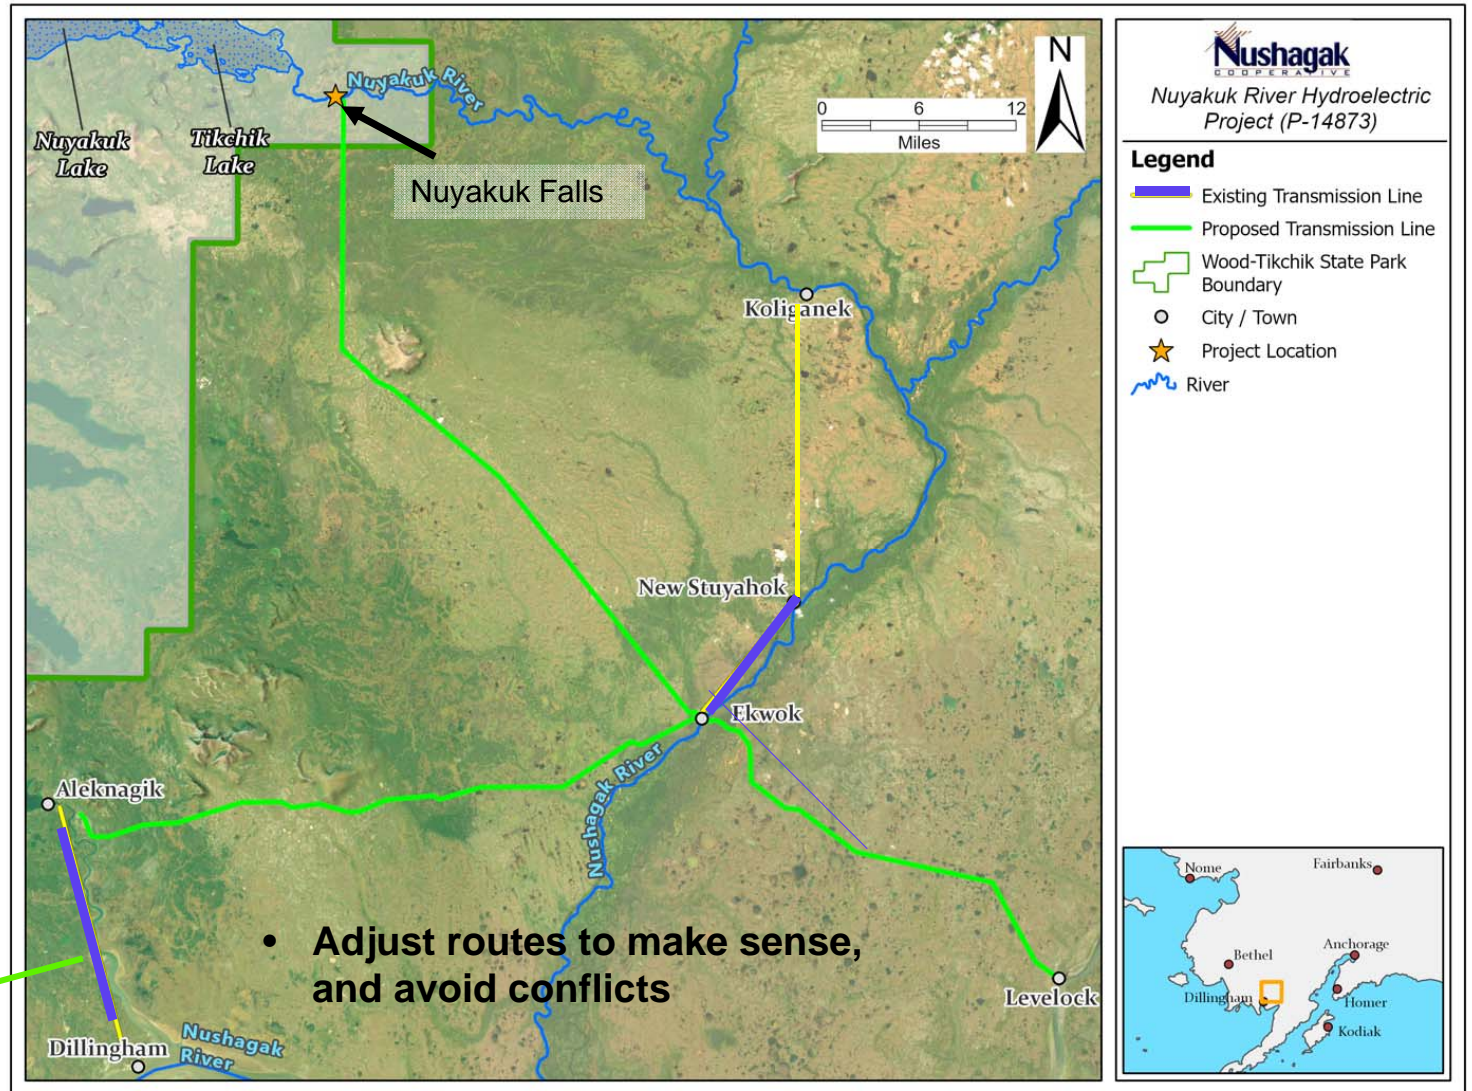 Nuyakuk River
Nuyakuk
Lake
Tikchik
Lake
Nuyakuk Falls
0 6 12
Miles
N
Koliganek
New Stuyahok
Ekwok
Nushagak River
Aleknagik
Dillingham
Nushagak
River
Levelock
• Adjust routes to make sense,
and avoid conflicts
Nushagak
COOPERATIVE
Nuyakuk River Hydroelectric
Project (P-14873)
Legend
Existing Transmission Line
Proposed Transmission Line
Wood-Tikchik State Park
Boundary
City / Town
Project Location
River
Nome
Fairbanks
Bethel
Anchorage
Dillingham
Homer
Kodiak